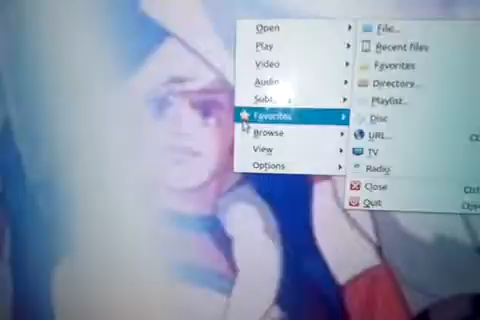 Open
Play
Video
Audio
Favorites
Browse
View
Options
File...
Recent files
Favorites
Directory...
Playlist...
Disc
URL...
TV
Radio
Close
Quit